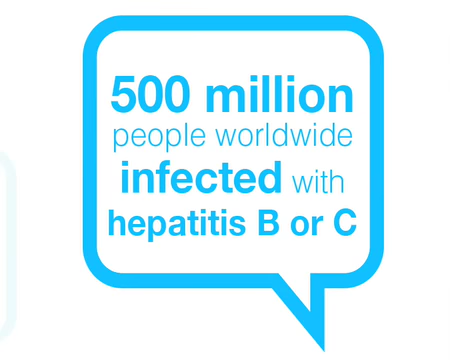 500 million
people worldwide
infected with
hepatitis B or C